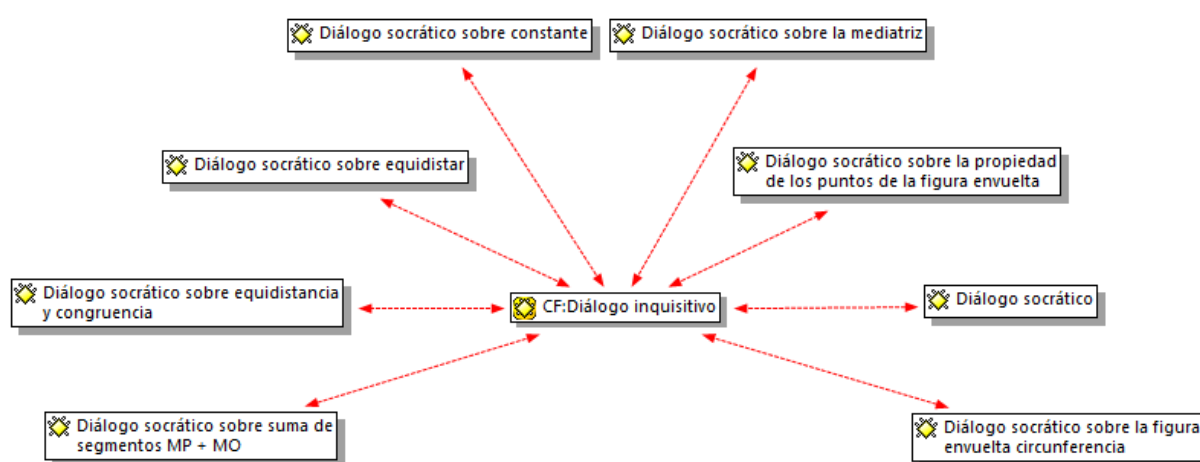 Diálogo socrático sobre constante
Diálogo socrático sobre la mediatriz
Diálogo socrático sobre equidistar
Diálogo socrático sobre la propiedad
de los puntos de la figura envuelta
Diálogo socrático sobre equidistancia
y congruencia
CF:Diálogo inquisitivo
Diálogo socrático
Diálogo socrático sobre suma de
segmentos MP + MO
Diálogo socrático sobre la figura
envuelta circunferencia